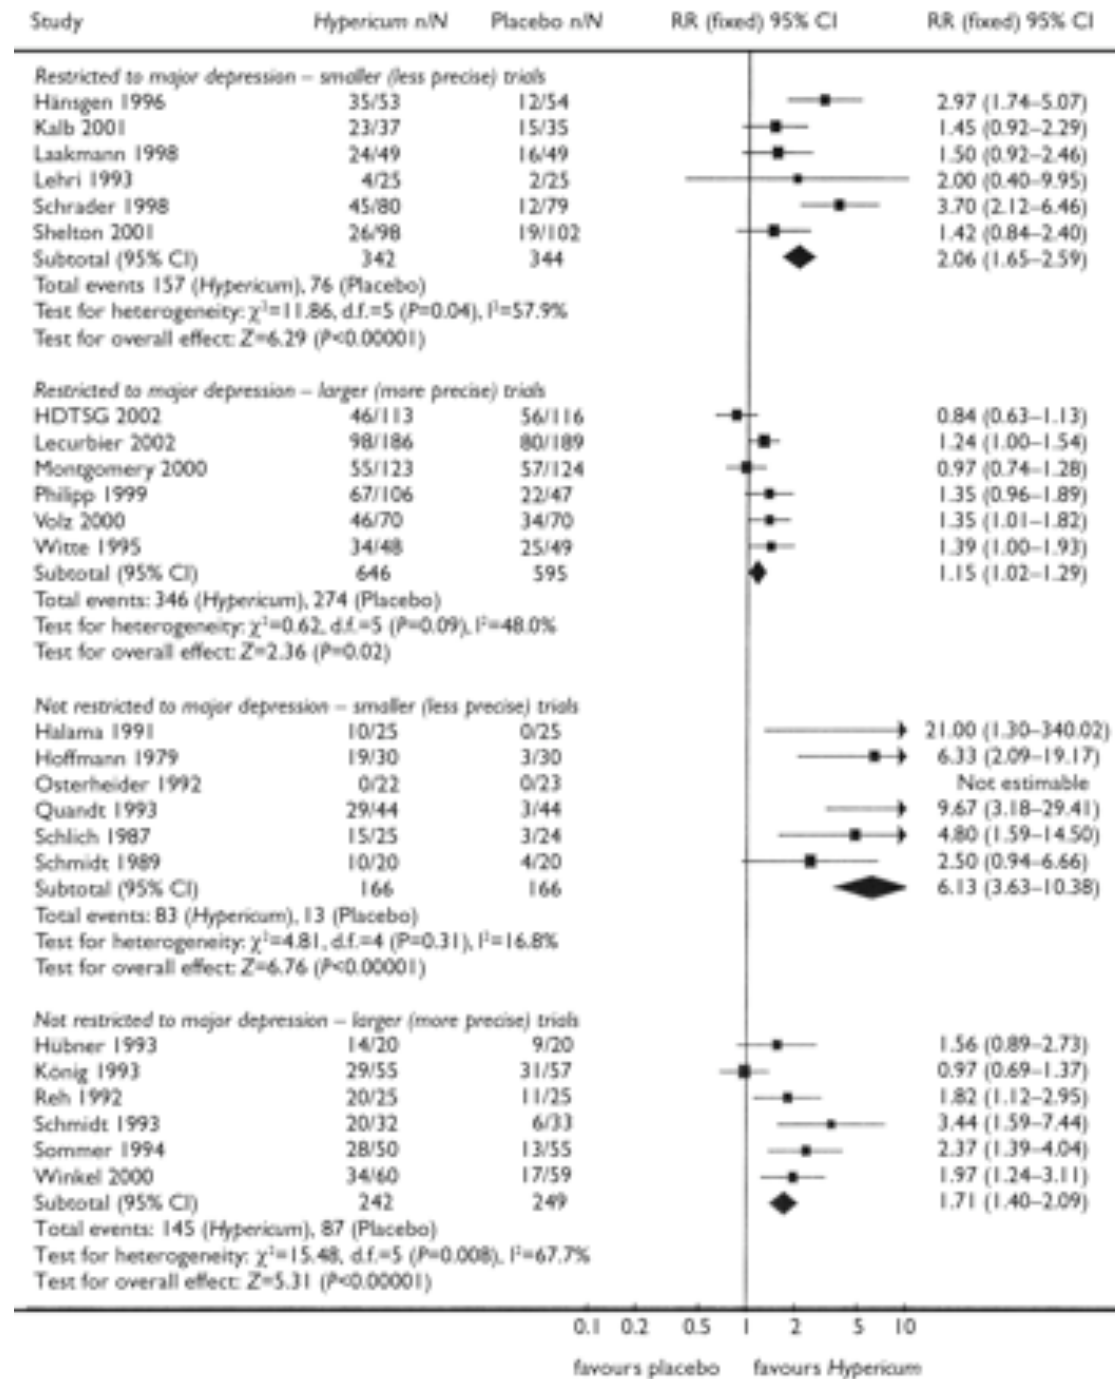 Study Hypericum n/N Placebo n/N RR (fixed) 95% CI RR (fixed) 95% CI
Restricted to major depression – smaller (less precise) trials
Hänsgen 1996 35/53 12/54 2.97 (1.74–5.07)
Kalb 2001 23/37 15/35 1.45 (0.92–2.29)
Laakmann 1998 24/49 16/49 1.50 (0.92–2.46)
Lehri 1993 4/25 2/25 2.00 (0.40–9.95)
Schrader 1998 45/80 12/79 3.70 (2.12–6.46)
Shelton 2001 26/98 19/102 1.42 (0.84–2.40)
Subtotal (95% CI) 342 344 2.06 (1.65–2.59)
Total events 157 (Hypericum), 76 (Placebo)
Test for heterogeneity: χ²=11.86, d.f.=5 (P=0.04), I²=57.9%
Test for overall effect: Z=6.29 (P<0.00001)
Restricted to major depression – larger (more precise) trials
HDTSG 2002 46/113 56/116 0.84 (0.63–1.13)
Lecurbier 2002 98/186 80/189 1.24 (1.00–1.54)
Montgomery 2000 55/123 57/124 0.97 (0.74–1.28)
Philipp 1999 67/106 22/47 1.35 (0.96–1.89)
Volz 2000 46/70 34/70 1.35 (1.01–1.82)
Witte 1995 34/48 25/49 1.39 (1.00–1.93)
Subtotal (95% CI) 646 595 1.15 (1.02–1.29)
Total events: 346 (Hypericum), 274 (Placebo)
Test for heterogeneity: χ²=0.62, d.f.=5 (P=0.09), I²=48.0%
Test for overall effect: Z=2.36 (P=0.02)
Not restricted to major depression – smaller (less precise) trials
Halama 1991 10/25 0/25 21.00 (1.30–340.02)
Hoffmann 1979 19/30 3/30 6.33 (2.09–19.17)
Osterheider 1992 0/22 0/23 Not estimable
Quandt 1993 29/44 3/44 9.67 (3.18–29.41)
Schlich 1987 15/25 3/24 4.80 (1.59–14.50)
Schmidt 1989 10/20 4/20 2.50 (0.94–6.66)
Subtotal (95% CI) 166 166 6.13 (3.63–10.38)
Total events: 83 (Hypericum), 13 (Placebo)
Test for heterogeneity: χ²=4.81, d.f.=4 (P=0.31), I²=16.8%
Test for overall effect: Z=6.76 (P<0.00001)
Not restricted to major depression – larger (more precise) trials
Hübner 1993 14/20 9/20 1.56 (0.89–2.73)
König 1993 29/55 31/57 0.97 (0.69–1.37)
Reh 1992 20/25 11/25 1.82 (1.12–2.95)
Schmidt 1993 20/32 6/33 3.44 (1.59–7.44)
Sommer 1994 28/50 13/55 2.37 (1.39–4.04)
Winkel 2000 34/60 17/59 1.97 (1.24–3.11)
Subtotal (95% CI) 242 249 1.71 (1.40–2.09)
Total events: 145 (Hypericum), 87 (Placebo)
Test for heterogeneity: χ²=15.48, d.f.=5 (P=0.008), I²=67.7%
Test for overall effect: Z=5.31 (P<0.00001)
0.1 0.2 0.5 1 2 5 10
favours placebo favours Hypericum